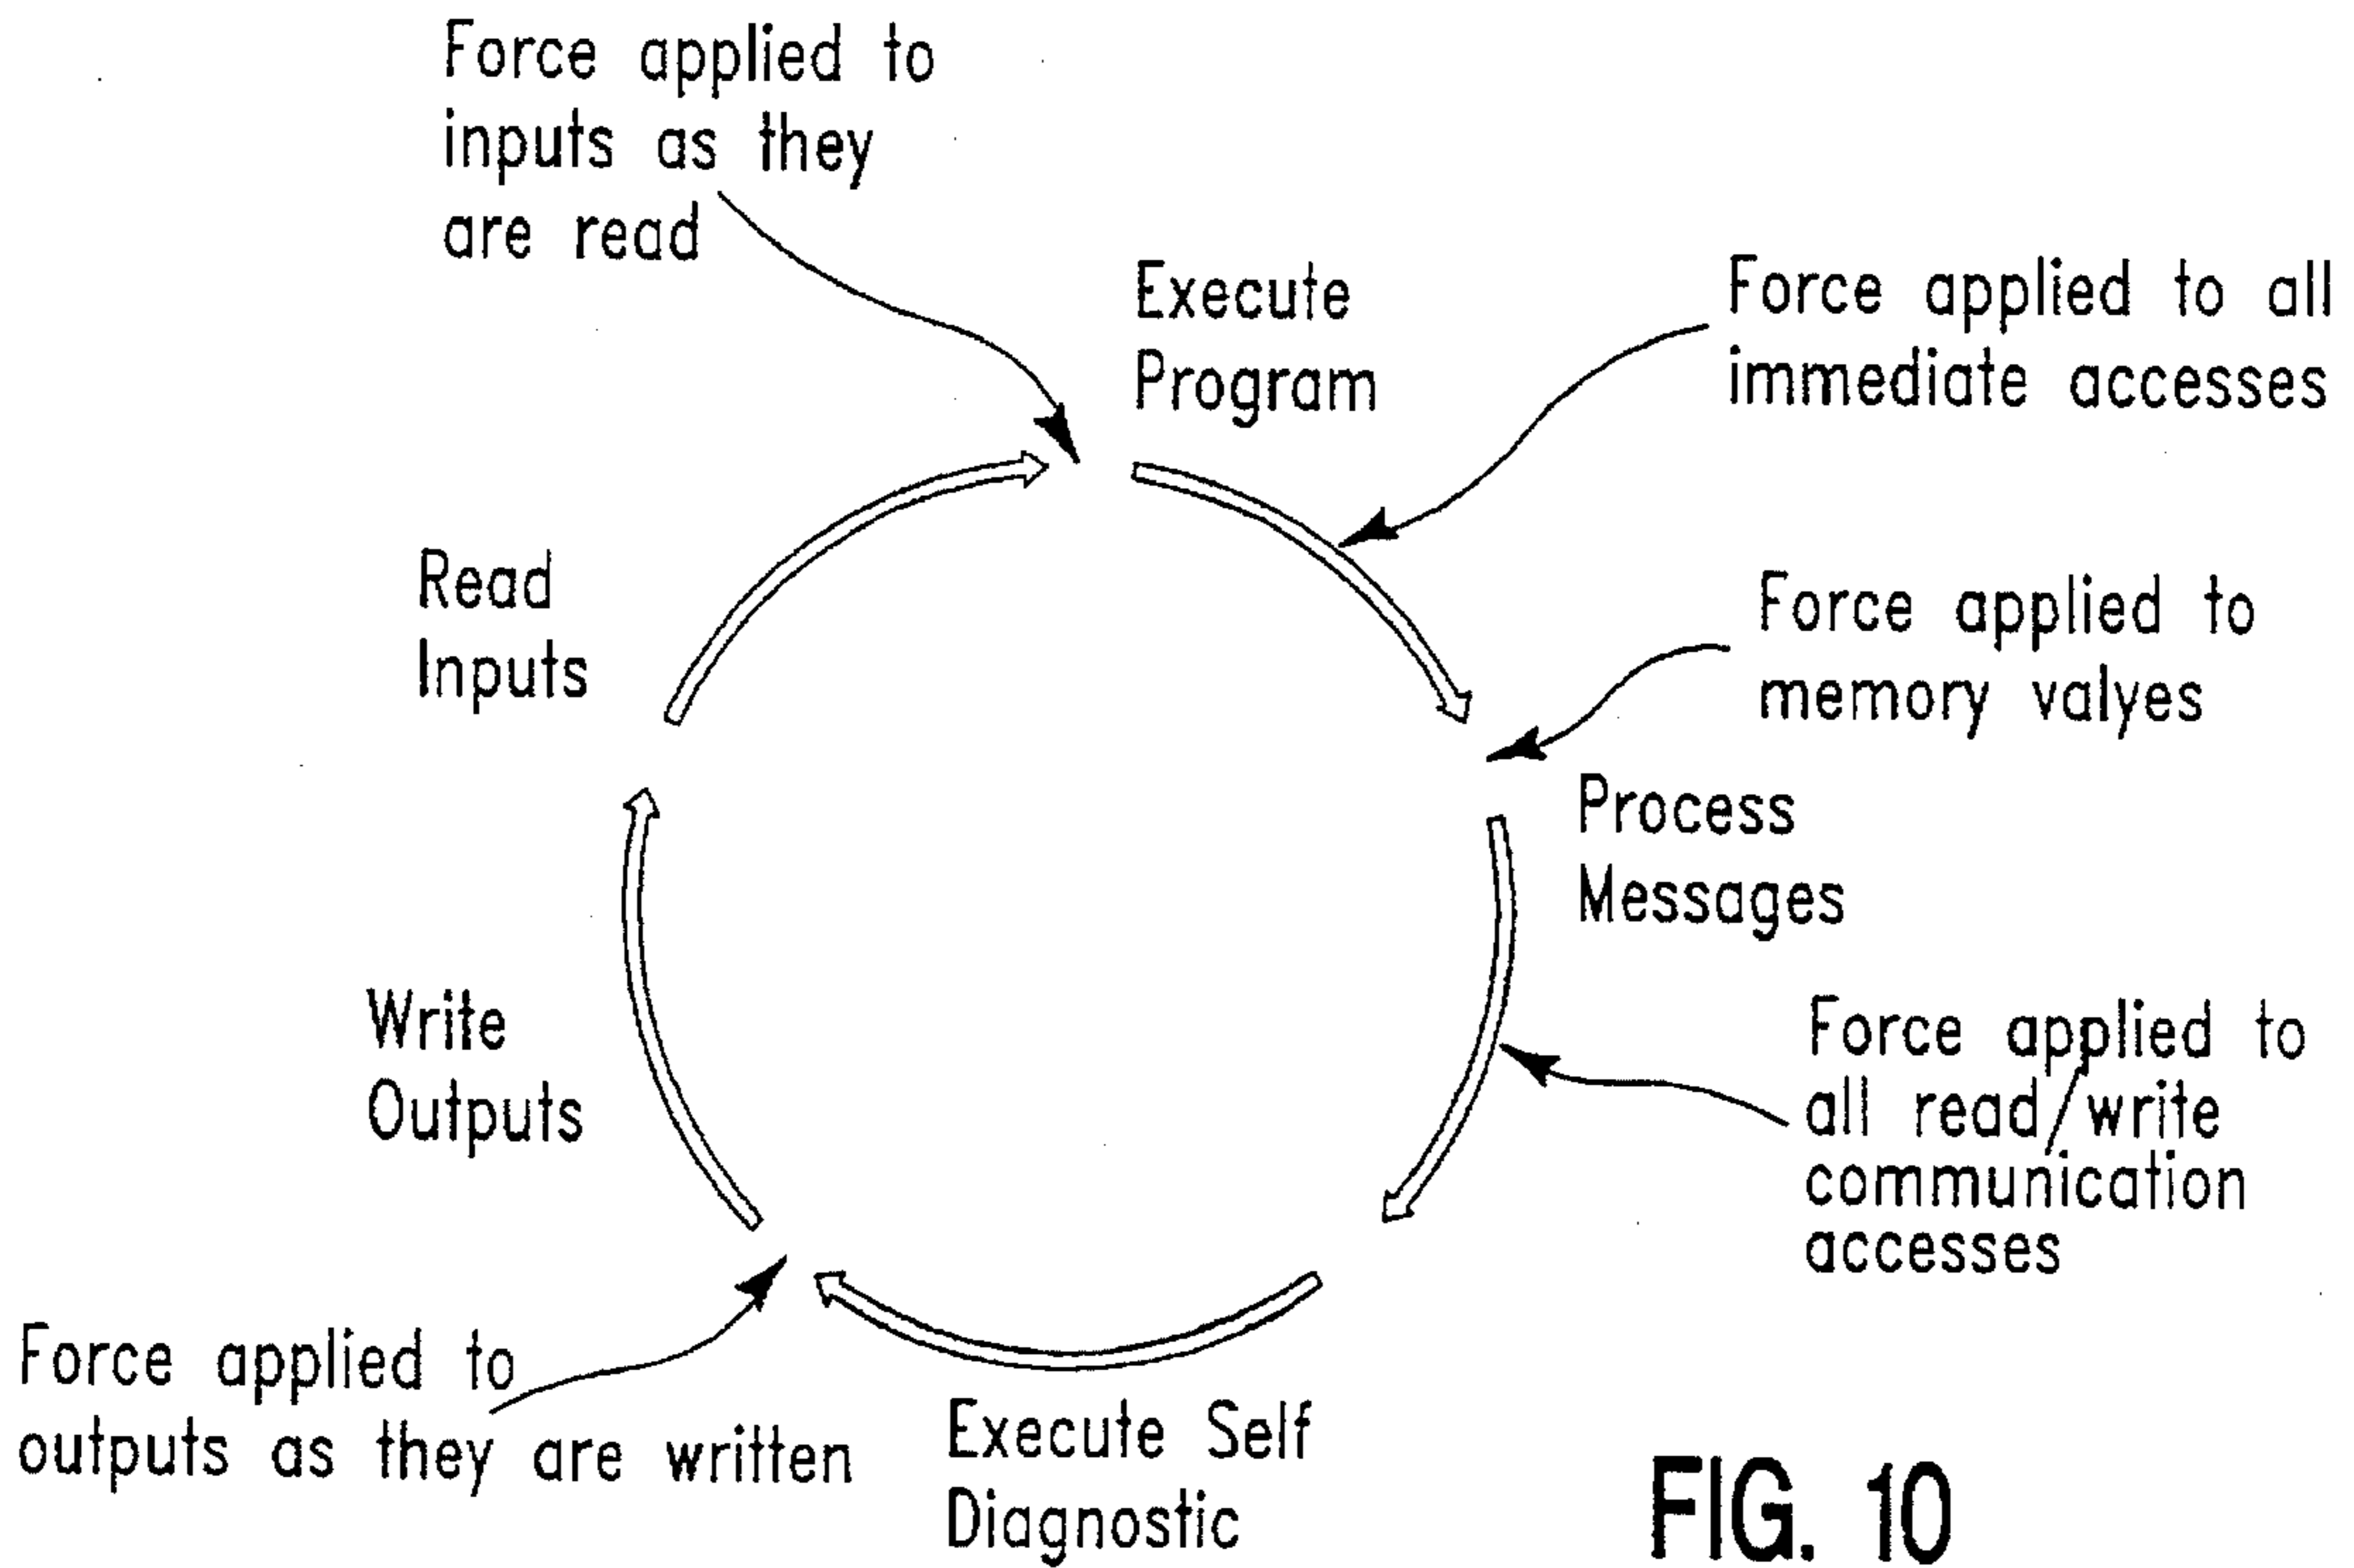 Force applied to
inputs as they
are read
Execute
Program
Force applied to all
immediate accesses
Read
Inputs
Force applied to
memory valyes
Process
Messages
Write
Outputs
Force applied to
all read/write
communication
accesses
Force applied to
outputs as they are written
Execute Self
Diagnostic
FIG. 10